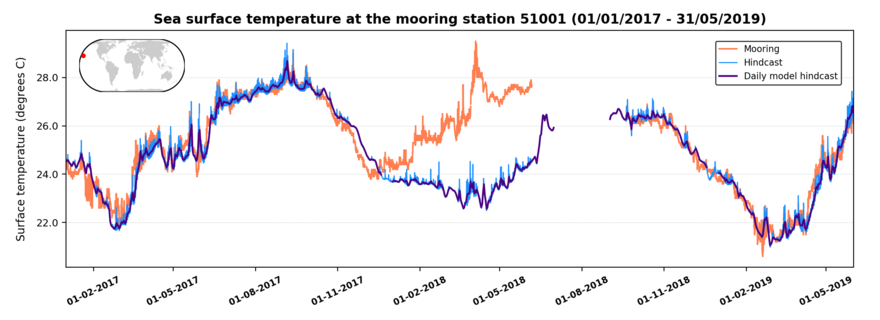 Sea surface temperature at the mooring station 51001 (01/01/2017 - 31/05/2019)
Surface temperature (degrees C)
28.0
26.0
24.0
22.0
Mooring
Hindcast
Daily model hindcast
01-02-2017
01-05-2017
01-08-2017
01-11-2017
01-02-2018
01-05-2018
01-08-2018
01-11-2018
01-02-2019
01-05-2019